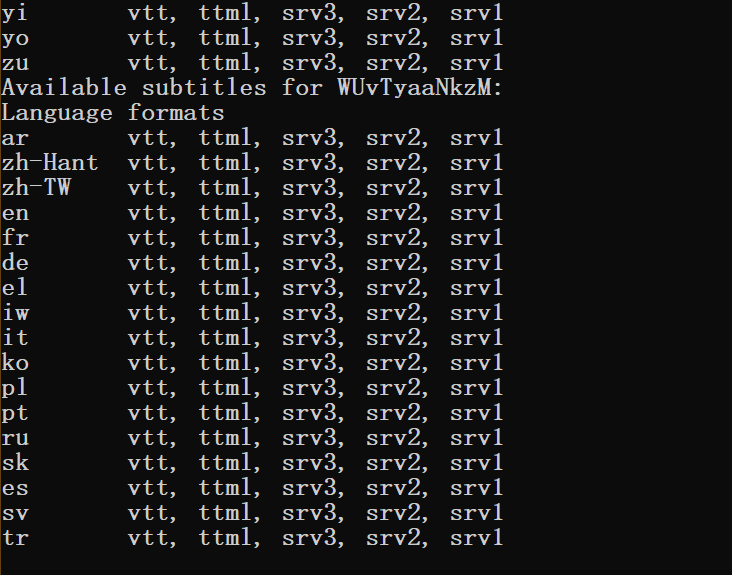 yi       vtt, ttml, srv3, srv2, srv1
yo       vtt, ttml, srv3, srv2, srv1
zu       vtt, ttml, srv3, srv2, srv1
Available subtitles for WUvTyaaNkzM:
Language formats
ar       vtt, ttml, srv3, srv2, srv1
zh-Hant  vtt, ttml, srv3, srv2, srv1
zh-TW    vtt, ttml, srv3, srv2, srv1
en       vtt, ttml, srv3, srv2, srv1
fr       vtt, ttml, srv3, srv2, srv1
de       vtt, ttml, srv3, srv2, srv1
el       vtt, ttml, srv3, srv2, srv1
iw       vtt, ttml, srv3, srv2, srv1
it       vtt, ttml, srv3, srv2, srv1
ko       vtt, ttml, srv3, srv2, srv1
pl       vtt, ttml, srv3, srv2, srv1
pt       vtt, ttml, srv3, srv2, srv1
ru       vtt, ttml, srv3, srv2, srv1
sk       vtt, ttml, srv3, srv2, srv1
es       vtt, ttml, srv3, srv2, srv1
sv       vtt, ttml, srv3, srv2, srv1
tr       vtt, ttml, srv3, srv2, srv1